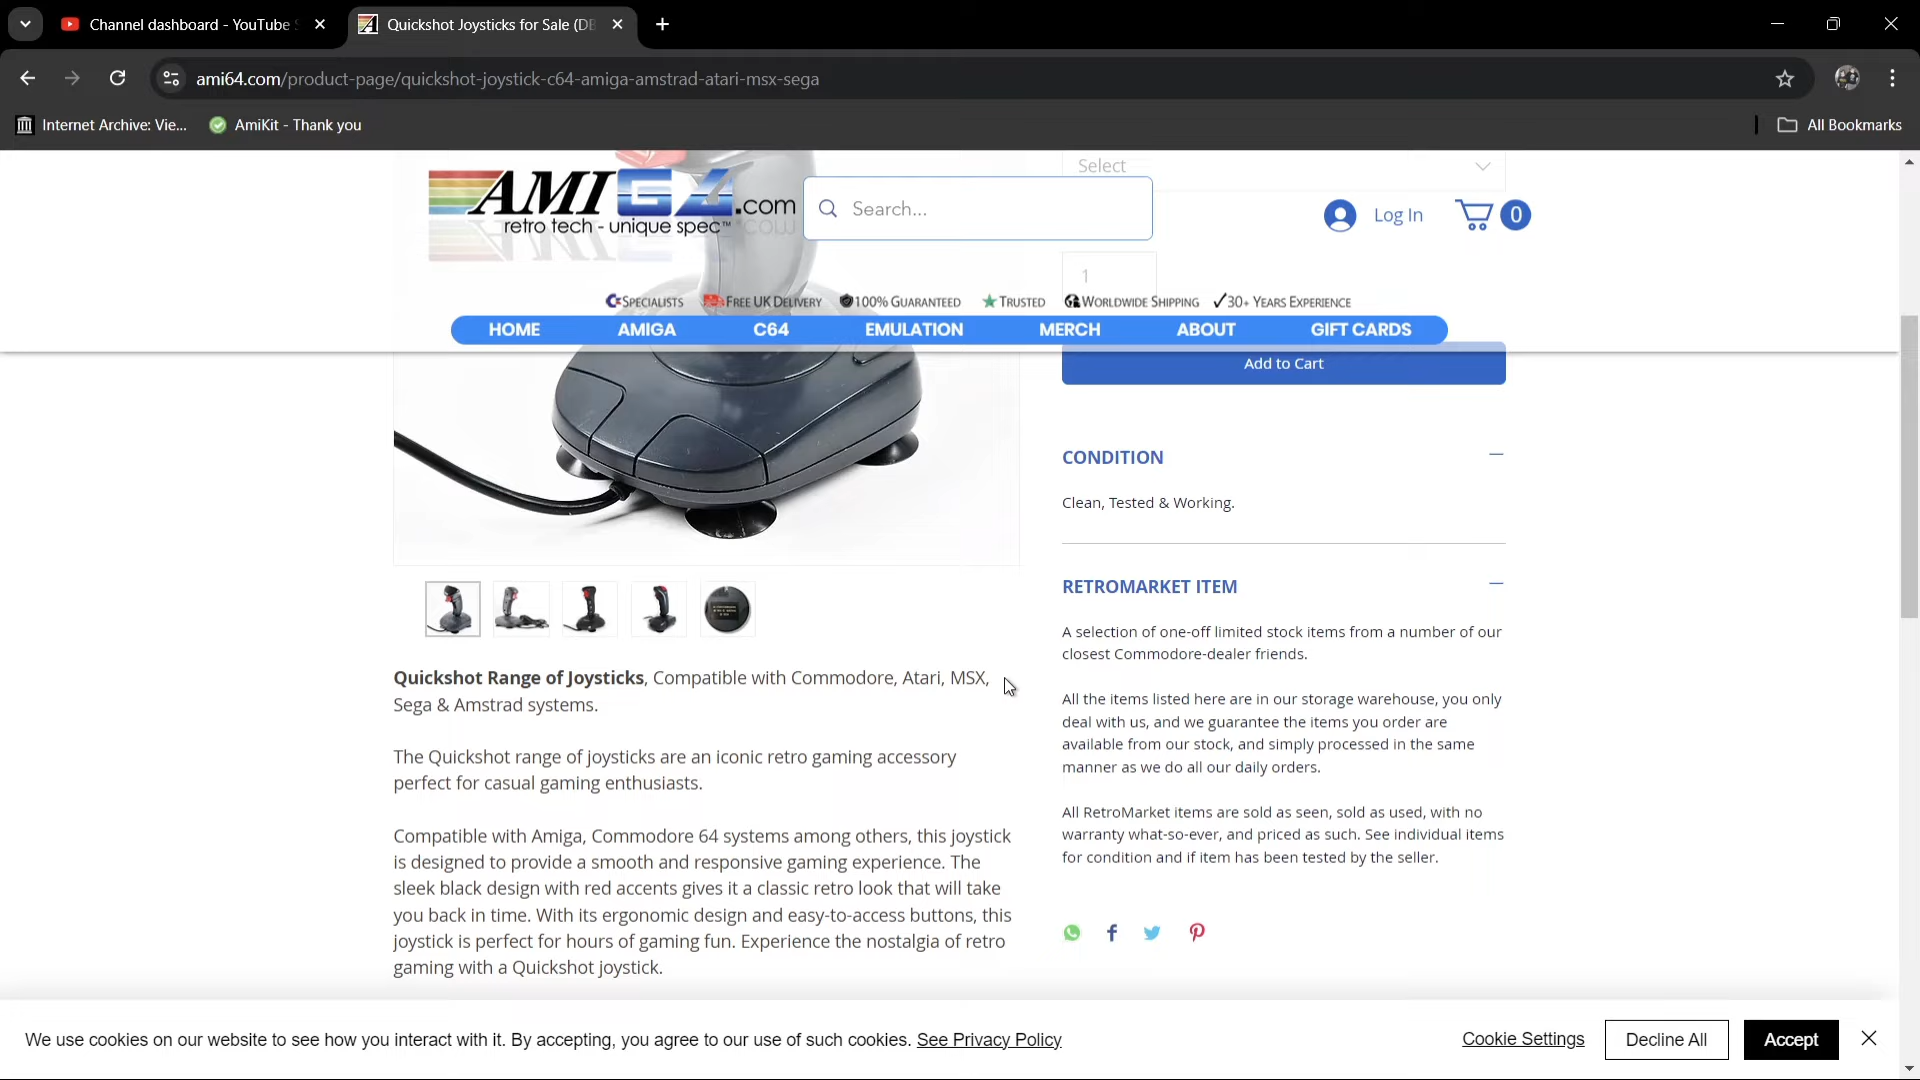 Channel dashboard - YouTube S
Quickshot Joysticks for Sale (DB
ami64.com/product-page/quickshot-joystick-c64-amiga-amstrad-atari-msx-sega
Internet Archive: Vie...
AmiKit - Thank you
All Bookmarks
AMI64.com
retro tech - unique spec™
Search...
Select
Log In
0
1
SPECIALISTS
FREE UK DELIVERY
100% GUARANTEED
TRUSTED
WORLDWIDE SHIPPING
30+ YEARS EXPERIENCE
HOME
AMIGA
C64
EMULATION
MERCH
ABOUT
GIFT CARDS
Add to Cart
CONDITION
Clean, Tested & Working.
RETROMARKET ITEM
A selection of one-off limited stock items from a number of our
closest Commodore-dealer friends.
All the items listed here are in our storage warehouse, you only
deal with us, and we guarantee the items you order are
available from our stock, and simply processed in the same
manner as we do all our daily orders.
All RetroMarket items are sold as seen, sold as used, with no
warranty what-so-ever, and priced as such. See individual items
for condition and if item has been tested by the seller.
Quickshot Range of Joysticks, Compatible with Commodore, Atari, MSX,
Sega & Amstrad systems.
The Quickshot range of joysticks are an iconic retro gaming accessory
perfect for casual gaming enthusiasts.
Compatible with Amiga, Commodore 64 systems among others, this joystick
is designed to provide a smooth and responsive gaming experience. The
sleek black design with red accents gives it a classic retro look that will take
you back in time. With its ergonomic design and easy-to-access buttons, this
joystick is perfect for hours of gaming fun. Experience the nostalgia of retro
gaming with a Quickshot joystick.
We use cookies on our website to see how you interact with it. By accepting, you agree to our use of such cookies. See Privacy Policy
Cookie Settings
Decline All
Accept